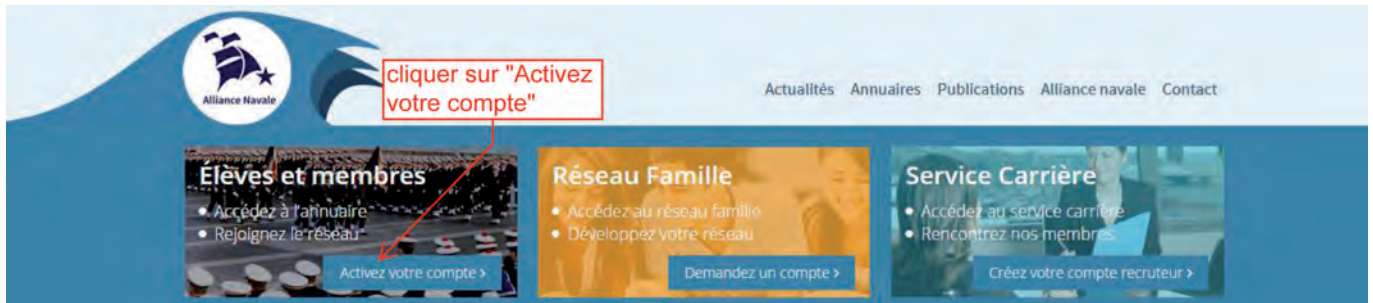 Alliance Navale
cliquer sur "Activez
votre compte"
Actualités Annuaires Publications Alliance navale Contact
Élèves et membres
• Accédez à l'annuaire
• Rejoignez le réseau
Activez votre compte >
Réseau Famille
• Accédez au réseau famille
• Développez votre réseau
Demandez un compte >
Service Carrière
• Accédez au service carrière
• Rencontrez nos membres
Créez votre compte recruteur >